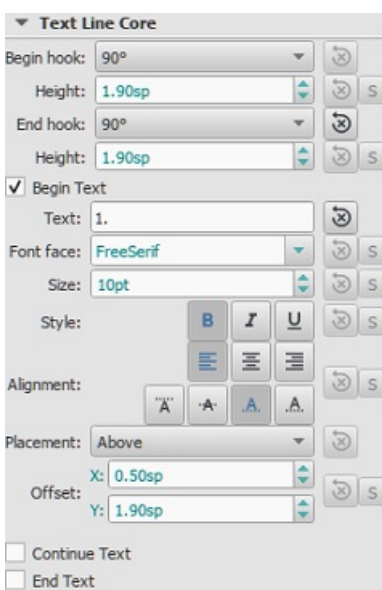 Text Line Core
Begin hook: 90°
Height: 1.90sp S
End hook: 90°
Height: 1.90sp S
Begin Text
Text: 1.
Font face: FreeSerif S
Size: 10pt S
Style: B I U S
Alignment: S
A A A A
Placement: Above
X: 0.50sp
Offset: S
Y: 1.90sp
Continue Text
End Text